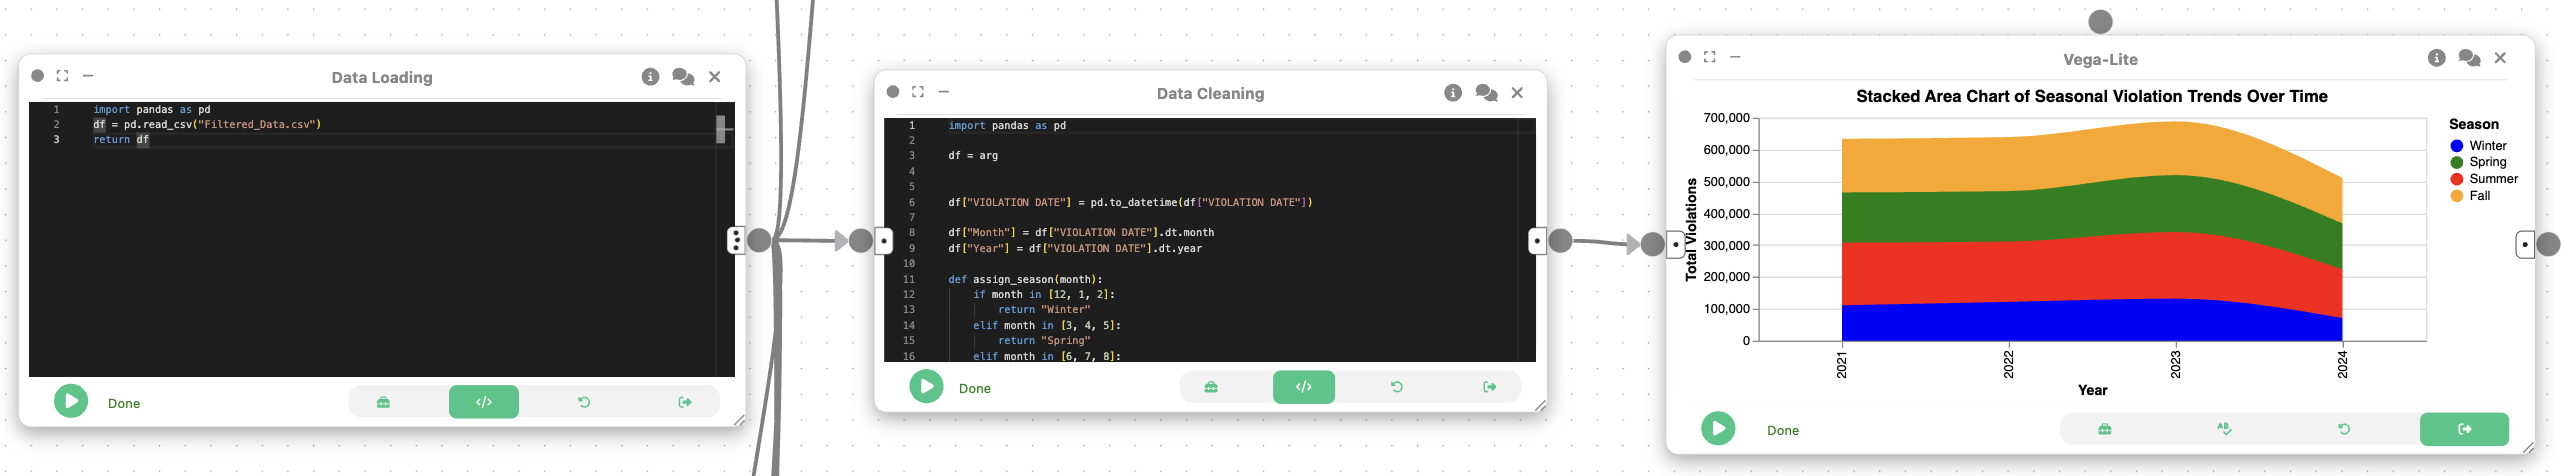 Data Loading
1 import pandas as pd
2 df = pd.read_csv("Filtered_Data.csv")
3 return df
Done
</>
Data Cleaning
1 import pandas as pd
2
3 df = arg
4
5
6 df["VIOLATION DATE"] = pd.to_datetime(df["VIOLATION DATE"])
7
8 df["Month"] = df["VIOLATION DATE"].dt.month
9 df["Year"] = df["VIOLATION DATE"].dt.year
10
11 def assign_season(month):
12 if month in [12, 1, 2]:
13 return "Winter"
14 elif month in [3, 4, 5]:
15 return "Spring"
16 elif month in [6, 7, 8]:
Done
</>
Vega-Lite
Stacked Area Chart of Seasonal Violation Trends Over Time
Total Violations
700,000
600,000
500,000
400,000
300,000
200,000
100,000
0
2021
2022
2023
2024
Year
Season
Winter
Spring
Summer
Fall
Done
AB